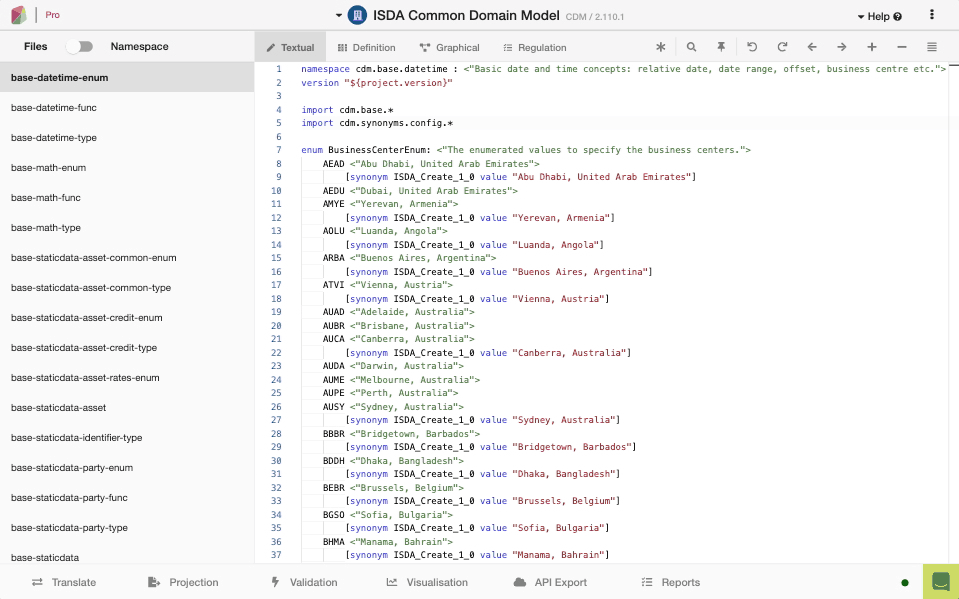 Pro
ISDA Common Domain Model CDM / 2.110.1
Help
Files Namespace
Textual Definition Graphical Regulation
base-datetime-enum
base-datetime-func
base-datetime-type
base-math-enum
base-math-func
base-math-type
base-staticdata-asset-common-enum
base-staticdata-asset-common-type
base-staticdata-asset-credit-enum
base-staticdata-asset-credit-type
base-staticdata-asset-rates-enum
base-staticdata-asset
base-staticdata-identifier-type
base-staticdata-party-enum
base-staticdata-party-func
base-staticdata-party-type
base-staticdata
1 namespace cdm.base.datetime : <"Basic date and time concepts: relative date, date range, offset, business centre etc.">
2 version "${project.version}"
3
4 import cdm.base.*
5 import cdm.synonyms.config.*
6
7 enum BusinessCenterEnum: <"The enumerated values to specify the business centers.">
8 AEAD <"Abu Dhabi, United Arab Emirates">
9 [synonym ISDA_Create_1_0 value "Abu Dhabi, United Arab Emirates"]
10 AEDU <"Dubai, United Arab Emirates">
11 AMYE <"Yerevan, Armenia">
12 [synonym ISDA_Create_1_0 value "Yerevan, Armenia"]
13 AOLU <"Luanda, Angola">
14 [synonym ISDA_Create_1_0 value "Luanda, Angola"]
15 ARBA <"Buenos Aires, Argentina">
16 [synonym ISDA_Create_1_0 value "Buenos Aires, Argentina"]
17 ATVI <"Vienna, Austria">
18 [synonym ISDA_Create_1_0 value "Vienna, Austria"]
19 AUAD <"Adelaide, Australia">
20 AUBR <"Brisbane, Australia">
21 AUCA <"Canberra, Australia">
22 [synonym ISDA_Create_1_0 value "Canberra, Australia"]
23 AUDA <"Darwin, Australia">
24 AUME <"Melbourne, Australia">
25 AUPE <"Perth, Australia">
26 AUSY <"Sydney, Australia">
27 [synonym ISDA_Create_1_0 value "Sydney, Australia"]
28 BBBR <"Bridgetown, Barbados">
29 [synonym ISDA_Create_1_0 value "Bridgetown, Barbados"]
30 BDDH <"Dhaka, Bangladesh">
31 [synonym ISDA_Create_1_0 value "Dhaka, Bangladesh"]
32 BEBR <"Brussels, Belgium">
33 [synonym ISDA_Create_1_0 value "Brussels, Belgium"]
34 BGSO <"Sofia, Bulgaria">
35 [synonym ISDA_Create_1_0 value "Sofia, Bulgaria"]
36 BHMA <"Manama, Bahrain">
37 [synonym ISDA_Create_1_0 value "Manama, Bahrain"]
Translate Projection Validation Visualisation API Export Reports